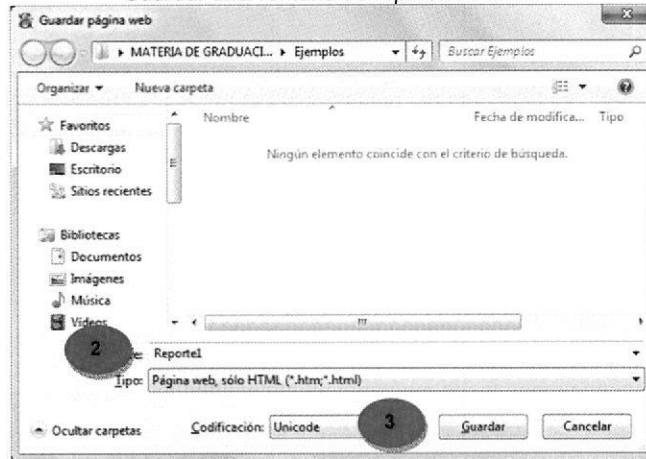 Guardar página web
MATERIA DE GRADUACI... ▸ Ejemplos
Buscar Ejemplos
Organizar
Nueva carpeta
Favoritos
Descargas
Escritorio
Sitios recientes
Bibliotecas
Documentos
Imágenes
Música
Vídeos
Nombre
Fecha de modifica...
Tipo
Ningún elemento coincide con el criterio de búsqueda.
2
Reporte1
Tipo: Página web, sólo HTML (*.htm;*.html)
Ocultar carpetas
Codificación: Unicode
3
Guardar
Cancelar